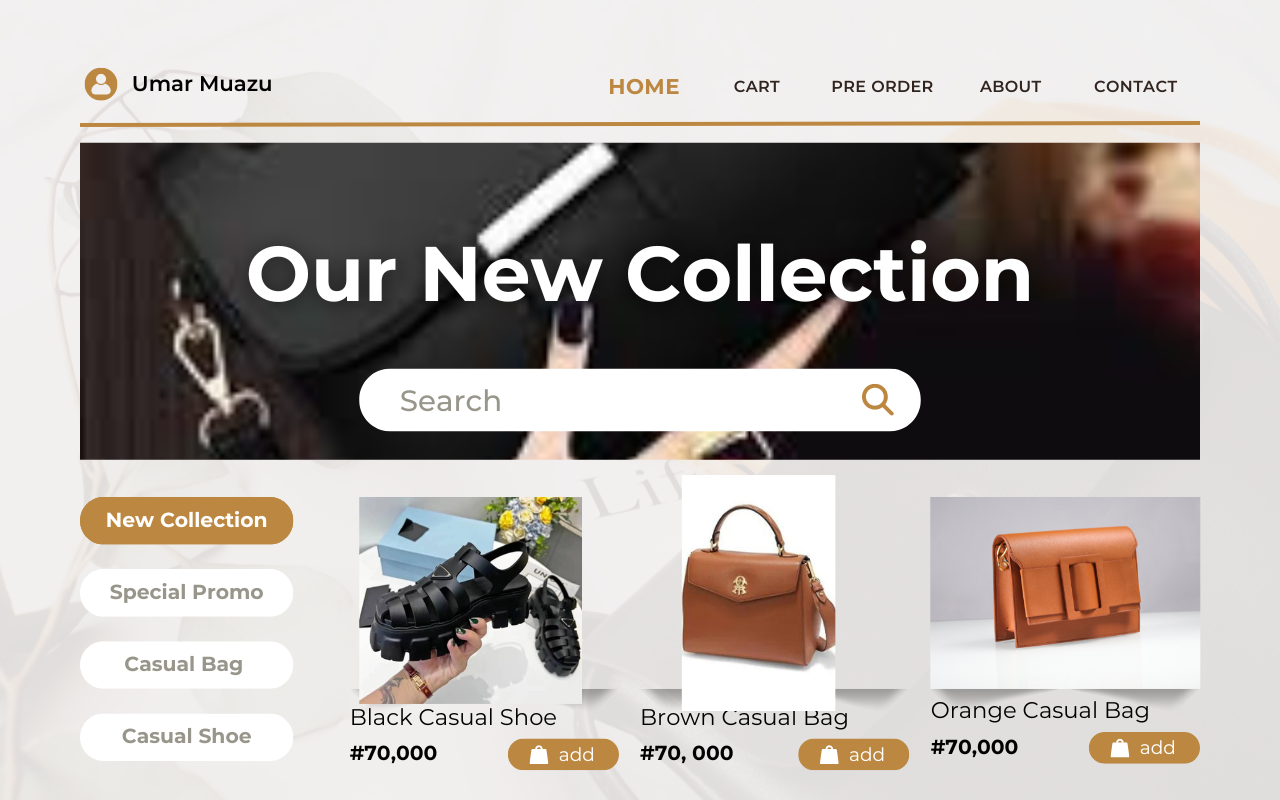 Umar Muazu
HOME CART PRE ORDER ABOUT CONTACT
Our New Collection
Search
New Collection
Special Promo
Casual Bag
Casual Shoe
Black Casual Shoe
#70,000
add
Brown Casual Bag
#70, 000
add
Orange Casual Bag
#70,000
add